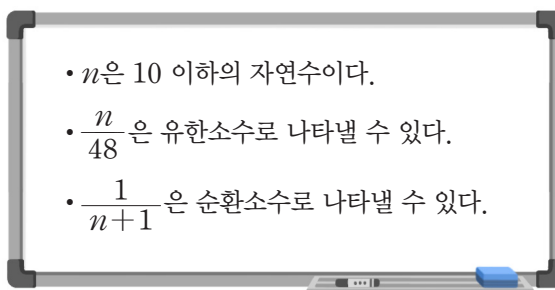 • n은 10 이하의 자연수이다.
• n/48 은 유한소수로 나타낼 수 있다.
• 1/(n+1) 은 순환소수로 나타낼 수 있다.